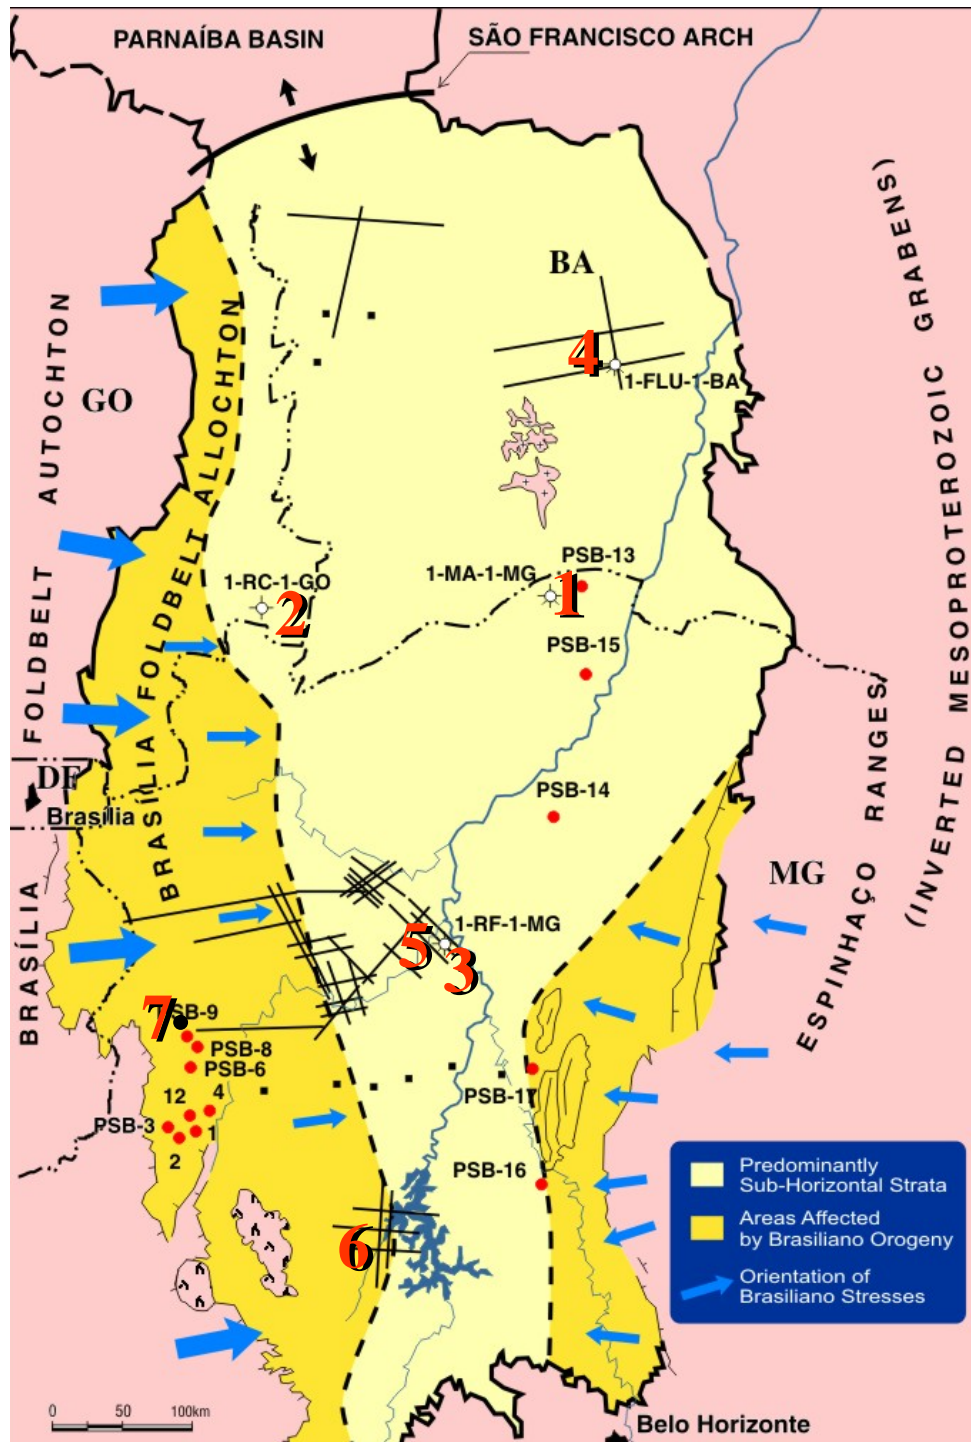 PARNAÍBA BASIN
SÃO FRANCISCO ARCH
BA
4
1-FLU-1-BA
GO
FOLDBELT AUTOCHTON
BRASÍLIA FOLDBELT ALLOCHTON
(INVERTED MESOPROTEROZOIC GRABENS)
ESPINHAÇO RANGES
PSB-13
1-MA-1-MG
1
1-RC-1-GO
2
PSB-15
DF
Brasília
PSB-14
MG
BRASÍLIA
1-RF-1-MG
5
3
7
PSB-9
PSB-8
PSB-6
12
4
PSB-3
1
2
PSB-17
PSB-16
6
Predominantly
Sub-Horizontal Strata
Areas Affected
by Brasiliano Orogeny
Orientation of
Brasiliano Stresses
0 50 100km
Belo Horizonte